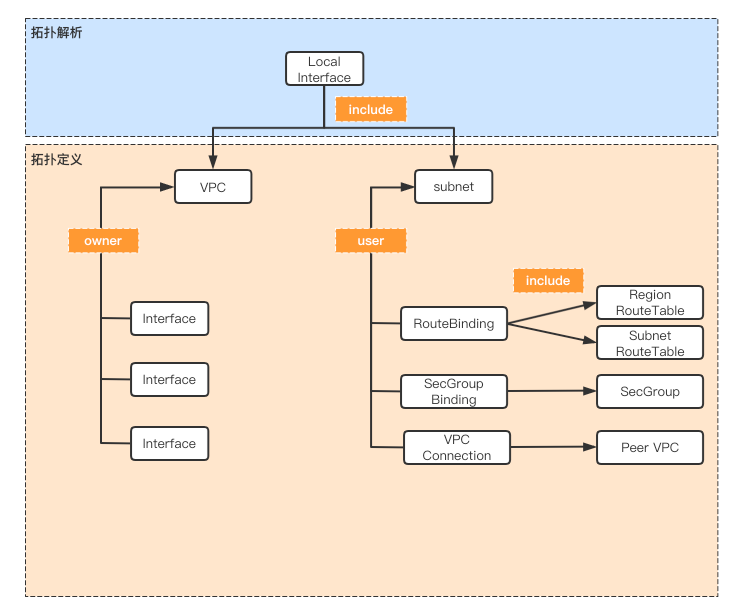 拓扑解析
Local
Interface
include
拓扑定义
VPC
subnet
owner
user
include
Interface
Interface
Interface
RouteBinding
Region
RouteTable
Subnet
RouteTable
SecGroup
Binding
SecGroup
VPC
Connection
Peer VPC